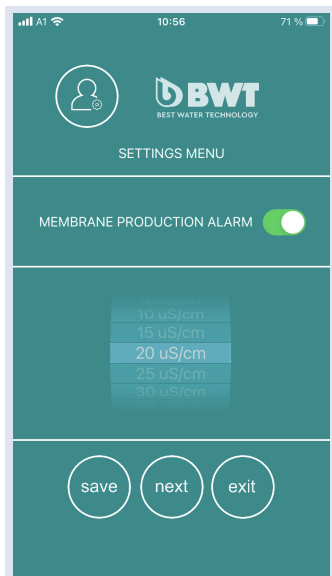 A1 10:56 71 %
BWT
BEST WATER TECHNOLOGY
SETTINGS MENU
MEMBRANE PRODUCTION ALARM
10 uS/cm
15 uS/cm
20 uS/cm
25 uS/cm
30 uS/cm
save next exit